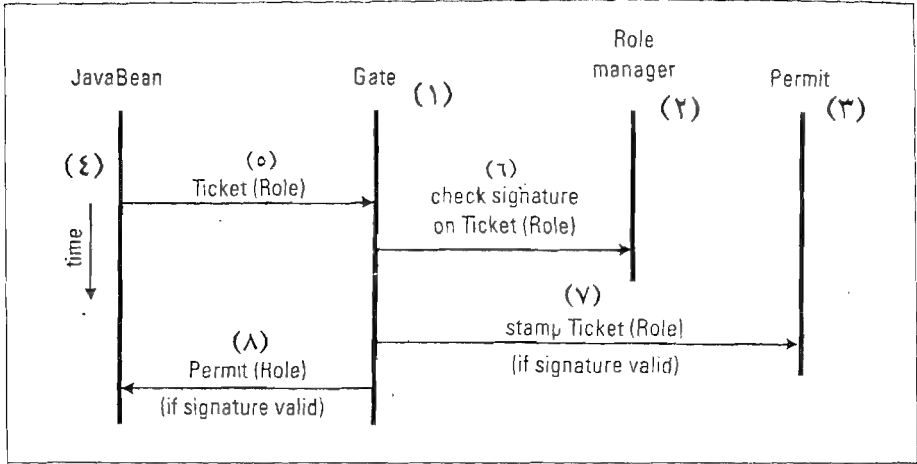 Role
JavaBean Gate manager Permit
(١) (٢) (٣)
(٤) (٥) (٦)
Ticket (Role) check signature
on Ticket (Role)
time
(٧)
stamp Ticket (Role)
(٨) (if signature valid)
Permit (Role)
(if signature valid)